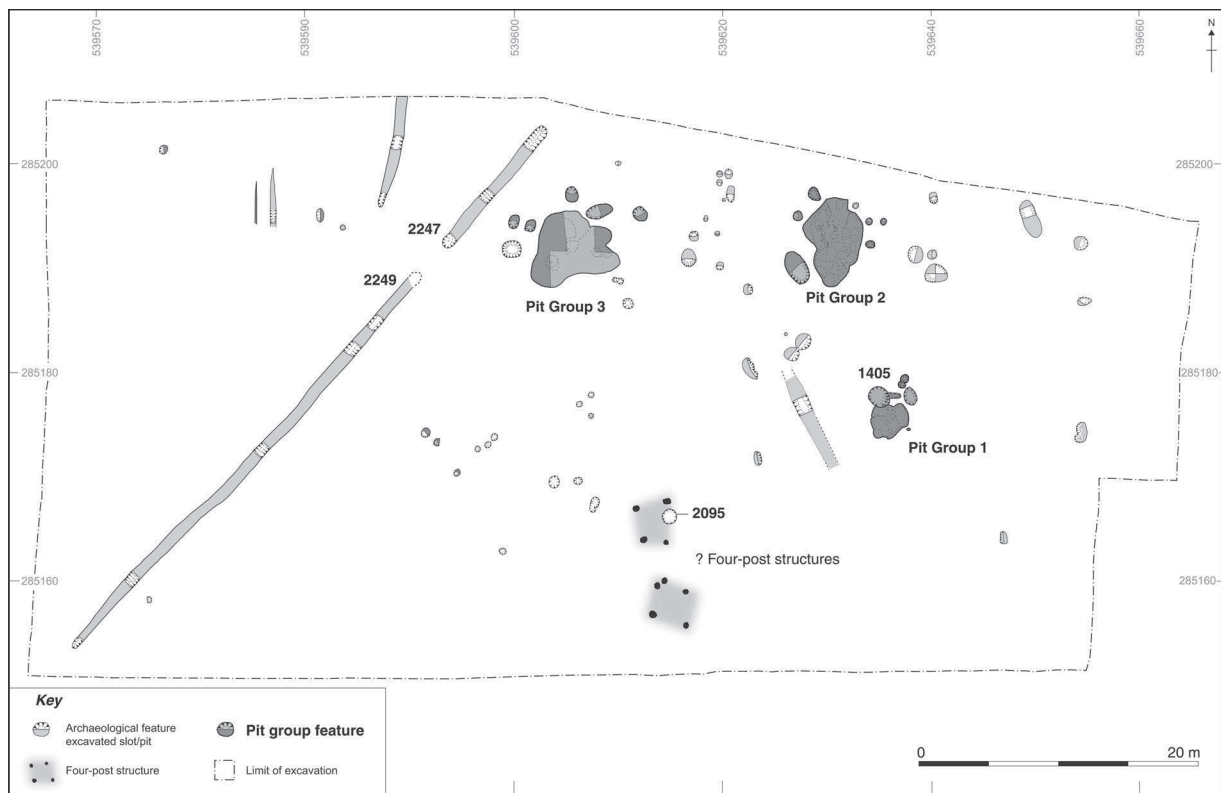 539570
539590
539600
539620
539640
539660
N
285200
285200
2247
2249
Pit Group 3
Pit Group 2
285180
1405
285180
Pit Group 1
2095
? Four-post structures
285160
285160
Key
Archaeological feature
excavated slot/pit
Pit group feature
Four-post structure
Limit of excavation
0
20 m